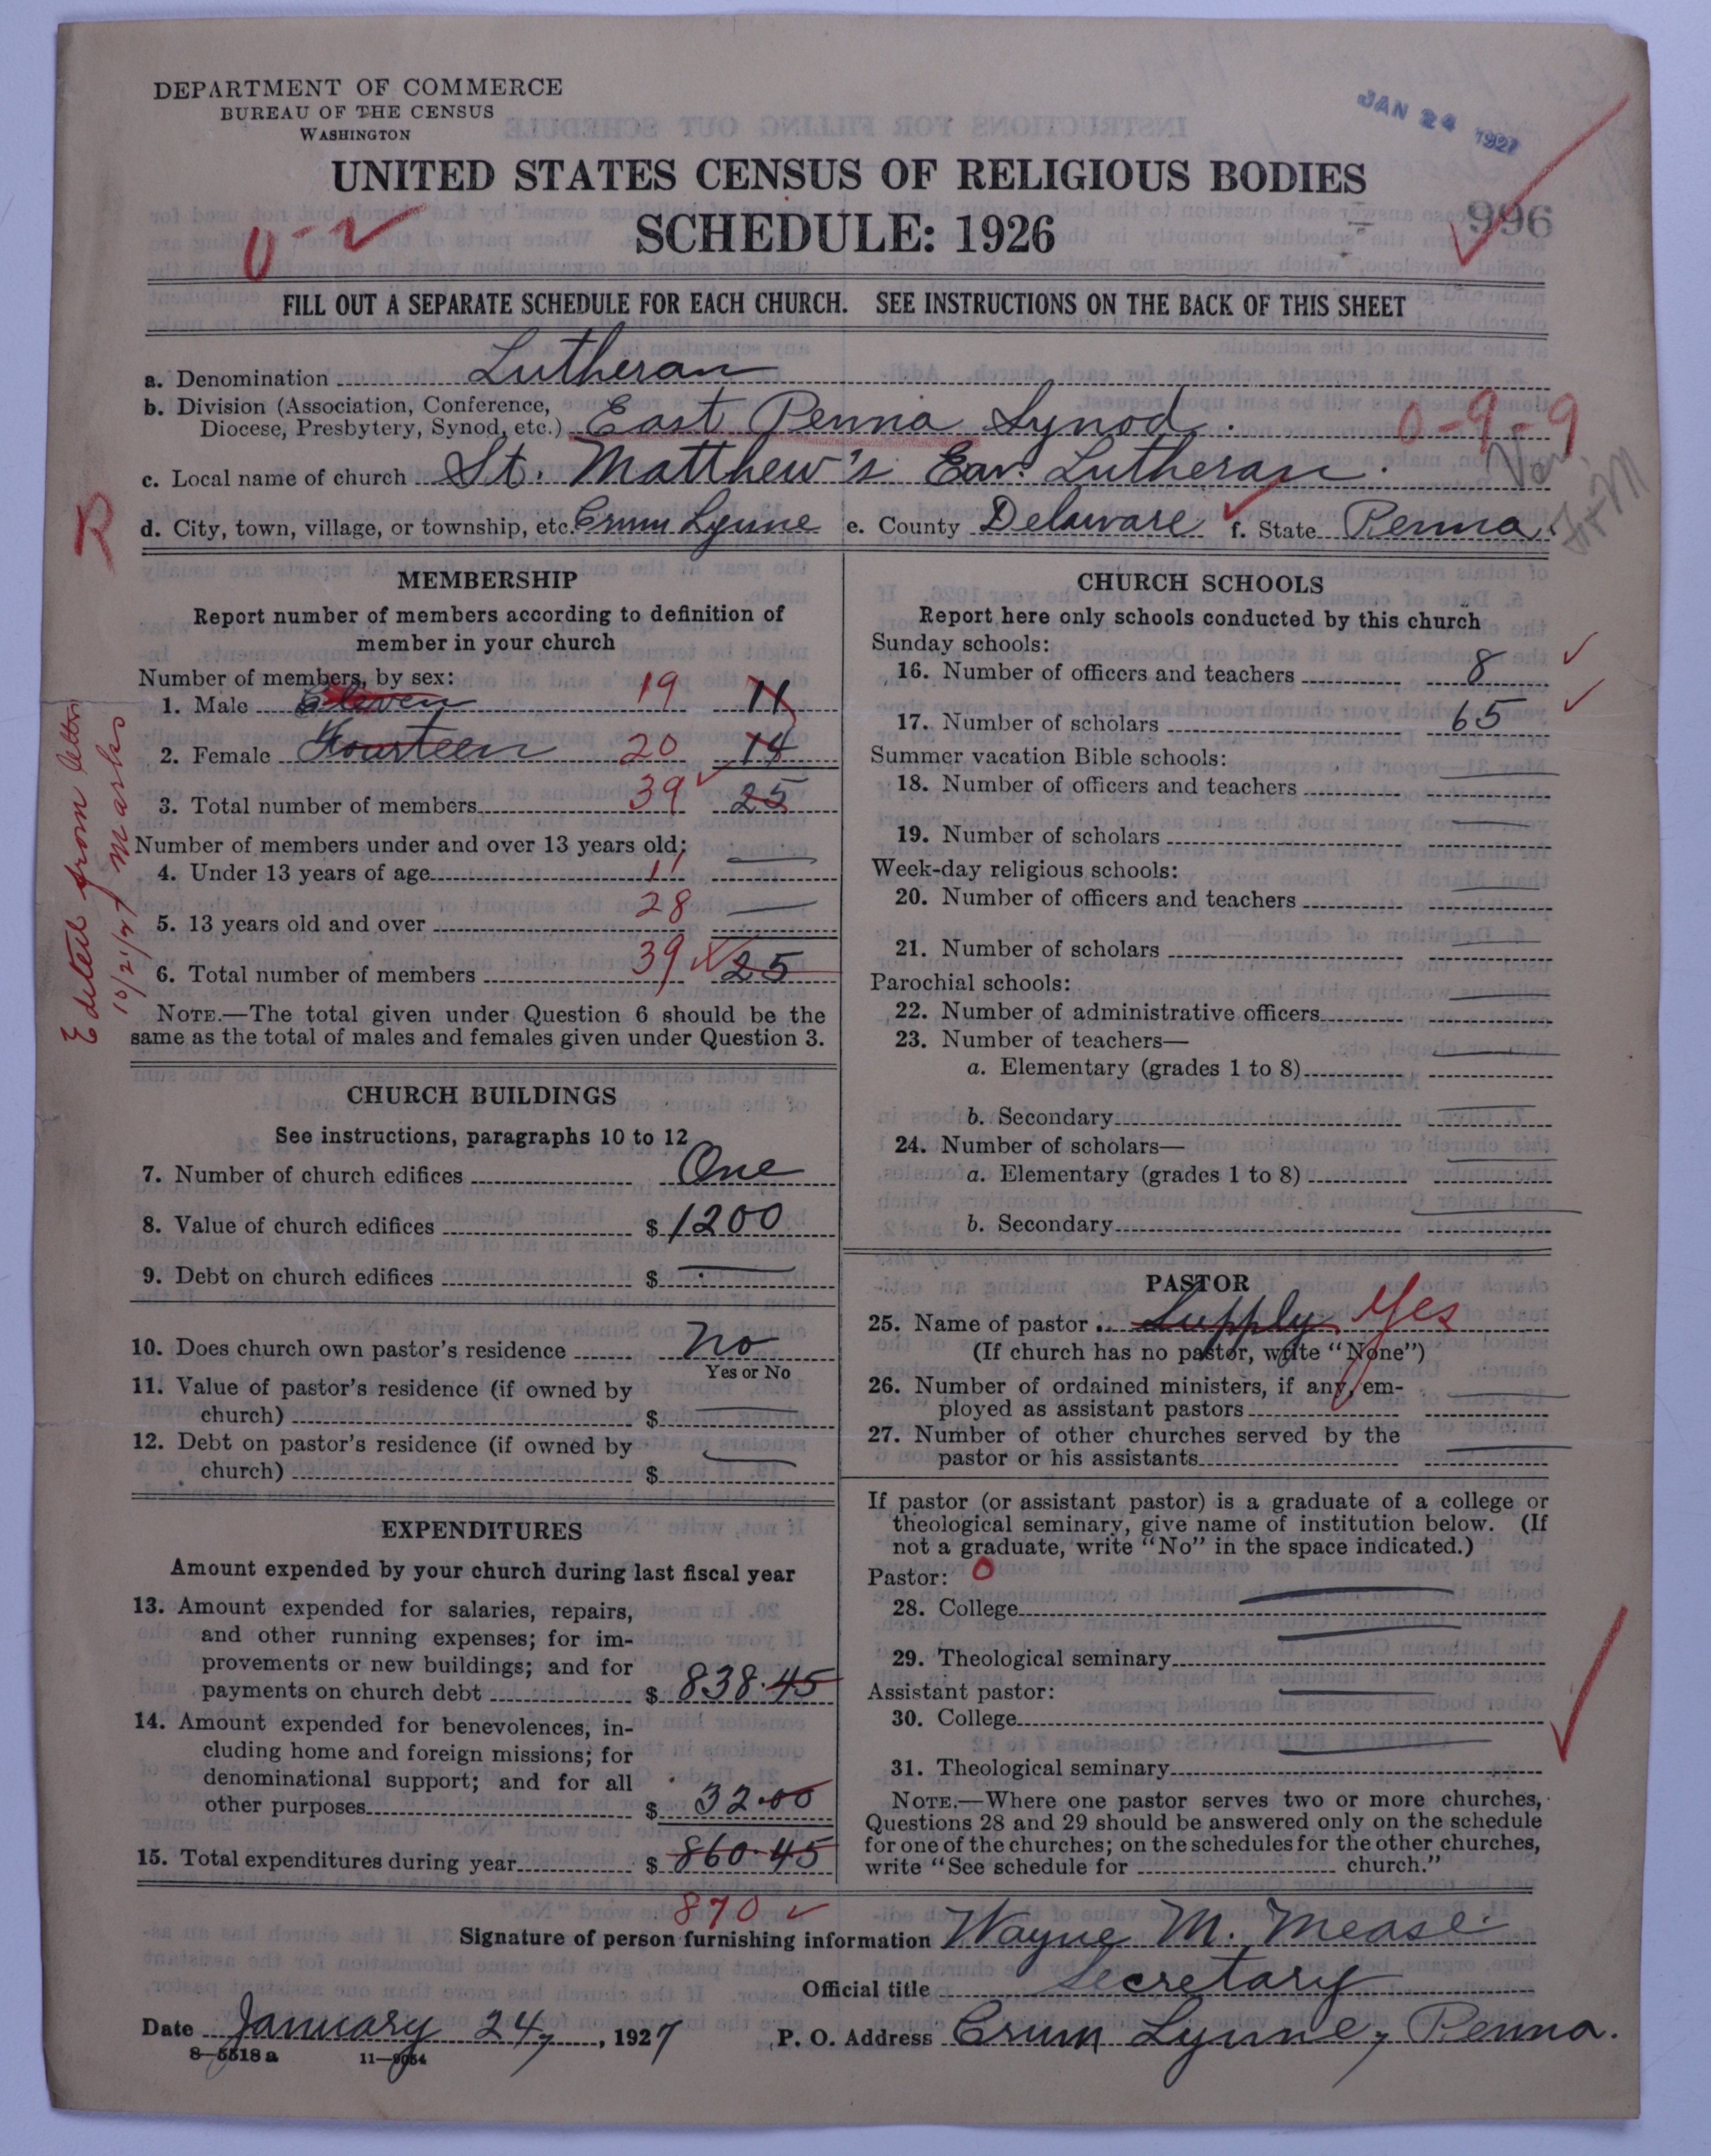 DEPARTMENT OF COMMERCE
BUREAU OF THE CENSUS
WASHINGTON
JAN 24 1927
UNITED STATES CENSUS OF RELIGIOUS BODIES
SCHEDULE: 1926
0-2
996
FILL OUT A SEPARATE SCHEDULE FOR EACH CHURCH. SEE INSTRUCTIONS ON THE BACK OF THIS SHEET
a. Denomination Lutheran
b. Division (Association, Conference, Diocese, Presbytery, Synod, etc.) East Penna Synod. 0-9-9
c. Local name of church St. Matthew's Eav. Lutheran.
d. City, town, village, or township, etc. Crum Lynne e. County Delaware f. State Penna.
MEMBERSHIP
Report number of members according to definition of
member in your church
Number of members, by sex:
1. Male Eleven 19 11
2. Female Fourteen 20 14
3. Total number of members 39 25
Number of members under and over 13 years old:
4. Under 13 years of age 11
5. 13 years old and over 28
6. Total number of members 39 25
NOTE.—The total given under Question 6 should be the
same as the total of males and females given under Question 3.
Edited from letter
10/21/27 Marks
CHURCH BUILDINGS
See instructions, paragraphs 10 to 12
7. Number of church edifices One
8. Value of church edifices $ 1200
9. Debt on church edifices $
10. Does church own pastor's residence No
Yes or No
11. Value of pastor's residence (if owned by
church) $
12. Debt on pastor's residence (if owned by
church) $
EXPENDITURES
Amount expended by your church during last fiscal year
13. Amount expended for salaries, repairs,
and other running expenses; for im-
provements or new buildings; and for
payments on church debt $ 838.45
14. Amount expended for benevolences, in-
cluding home and foreign missions; for
denominational support; and for all
other purposes $ 32.00
15. Total expenditures during year $ 860.45
870
CHURCH SCHOOLS
Report here only schools conducted by this church
Sunday schools:
16. Number of officers and teachers 8
17. Number of scholars 65
Summer vacation Bible schools:
18. Number of officers and teachers
19. Number of scholars
Week-day religious schools:
20. Number of officers and teachers
21. Number of scholars
Parochial schools:
22. Number of administrative officers
23. Number of teachers—
a. Elementary (grades 1 to 8)
b. Secondary
24. Number of scholars—
a. Elementary (grades 1 to 8)
b. Secondary
PASTOR
25. Name of pastor Supply Yes
(If church has no pastor, write "None")
26. Number of ordained ministers, if any, em-
ployed as assistant pastors
27. Number of other churches served by the
pastor or his assistants
If pastor (or assistant pastor) is a graduate of a college or
theological seminary, give name of institution below. (If
not a graduate, write "No" in the space indicated.)
Pastor: 0
28. College
29. Theological seminary
Assistant pastor:
30. College
31. Theological seminary
NOTE.—Where one pastor serves two or more churches,
Questions 28 and 29 should be answered only on the schedule
for one of the churches; on the schedules for the other churches,
write "See schedule for church."
Signature of person furnishing information Wayne M. Mease.
Official title Secretary
Date January 24, 1927 P. O. Address Crum Lynne, Penna.
8-5518 a 11-9054